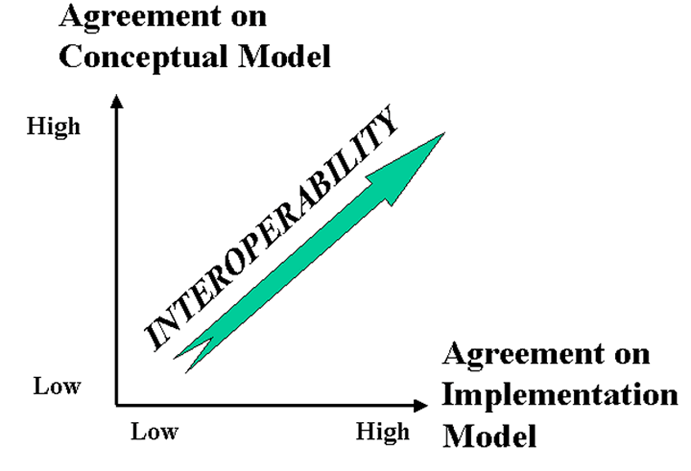 Agreement on
Conceptual Model
High
INTEROPERABILITY
Low
Low
High
Agreement on
Implementation
Model